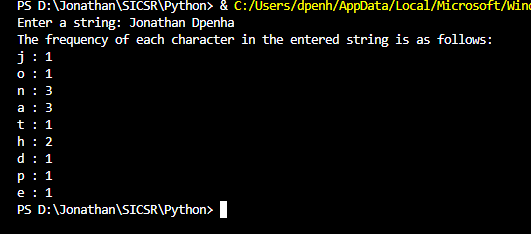 PS D:\Jonathan\SICSR\Python> & C:/Users/dpenh/AppData/Local/Microsoft/Wind
Enter a string: Jonathan Dpenha
The frequency of each character in the entered string is as follows:
j : 1
o : 1
n : 3
a : 3
t : 1
h : 2
d : 1
p : 1
e : 1
PS D:\Jonathan\SICSR\Python>